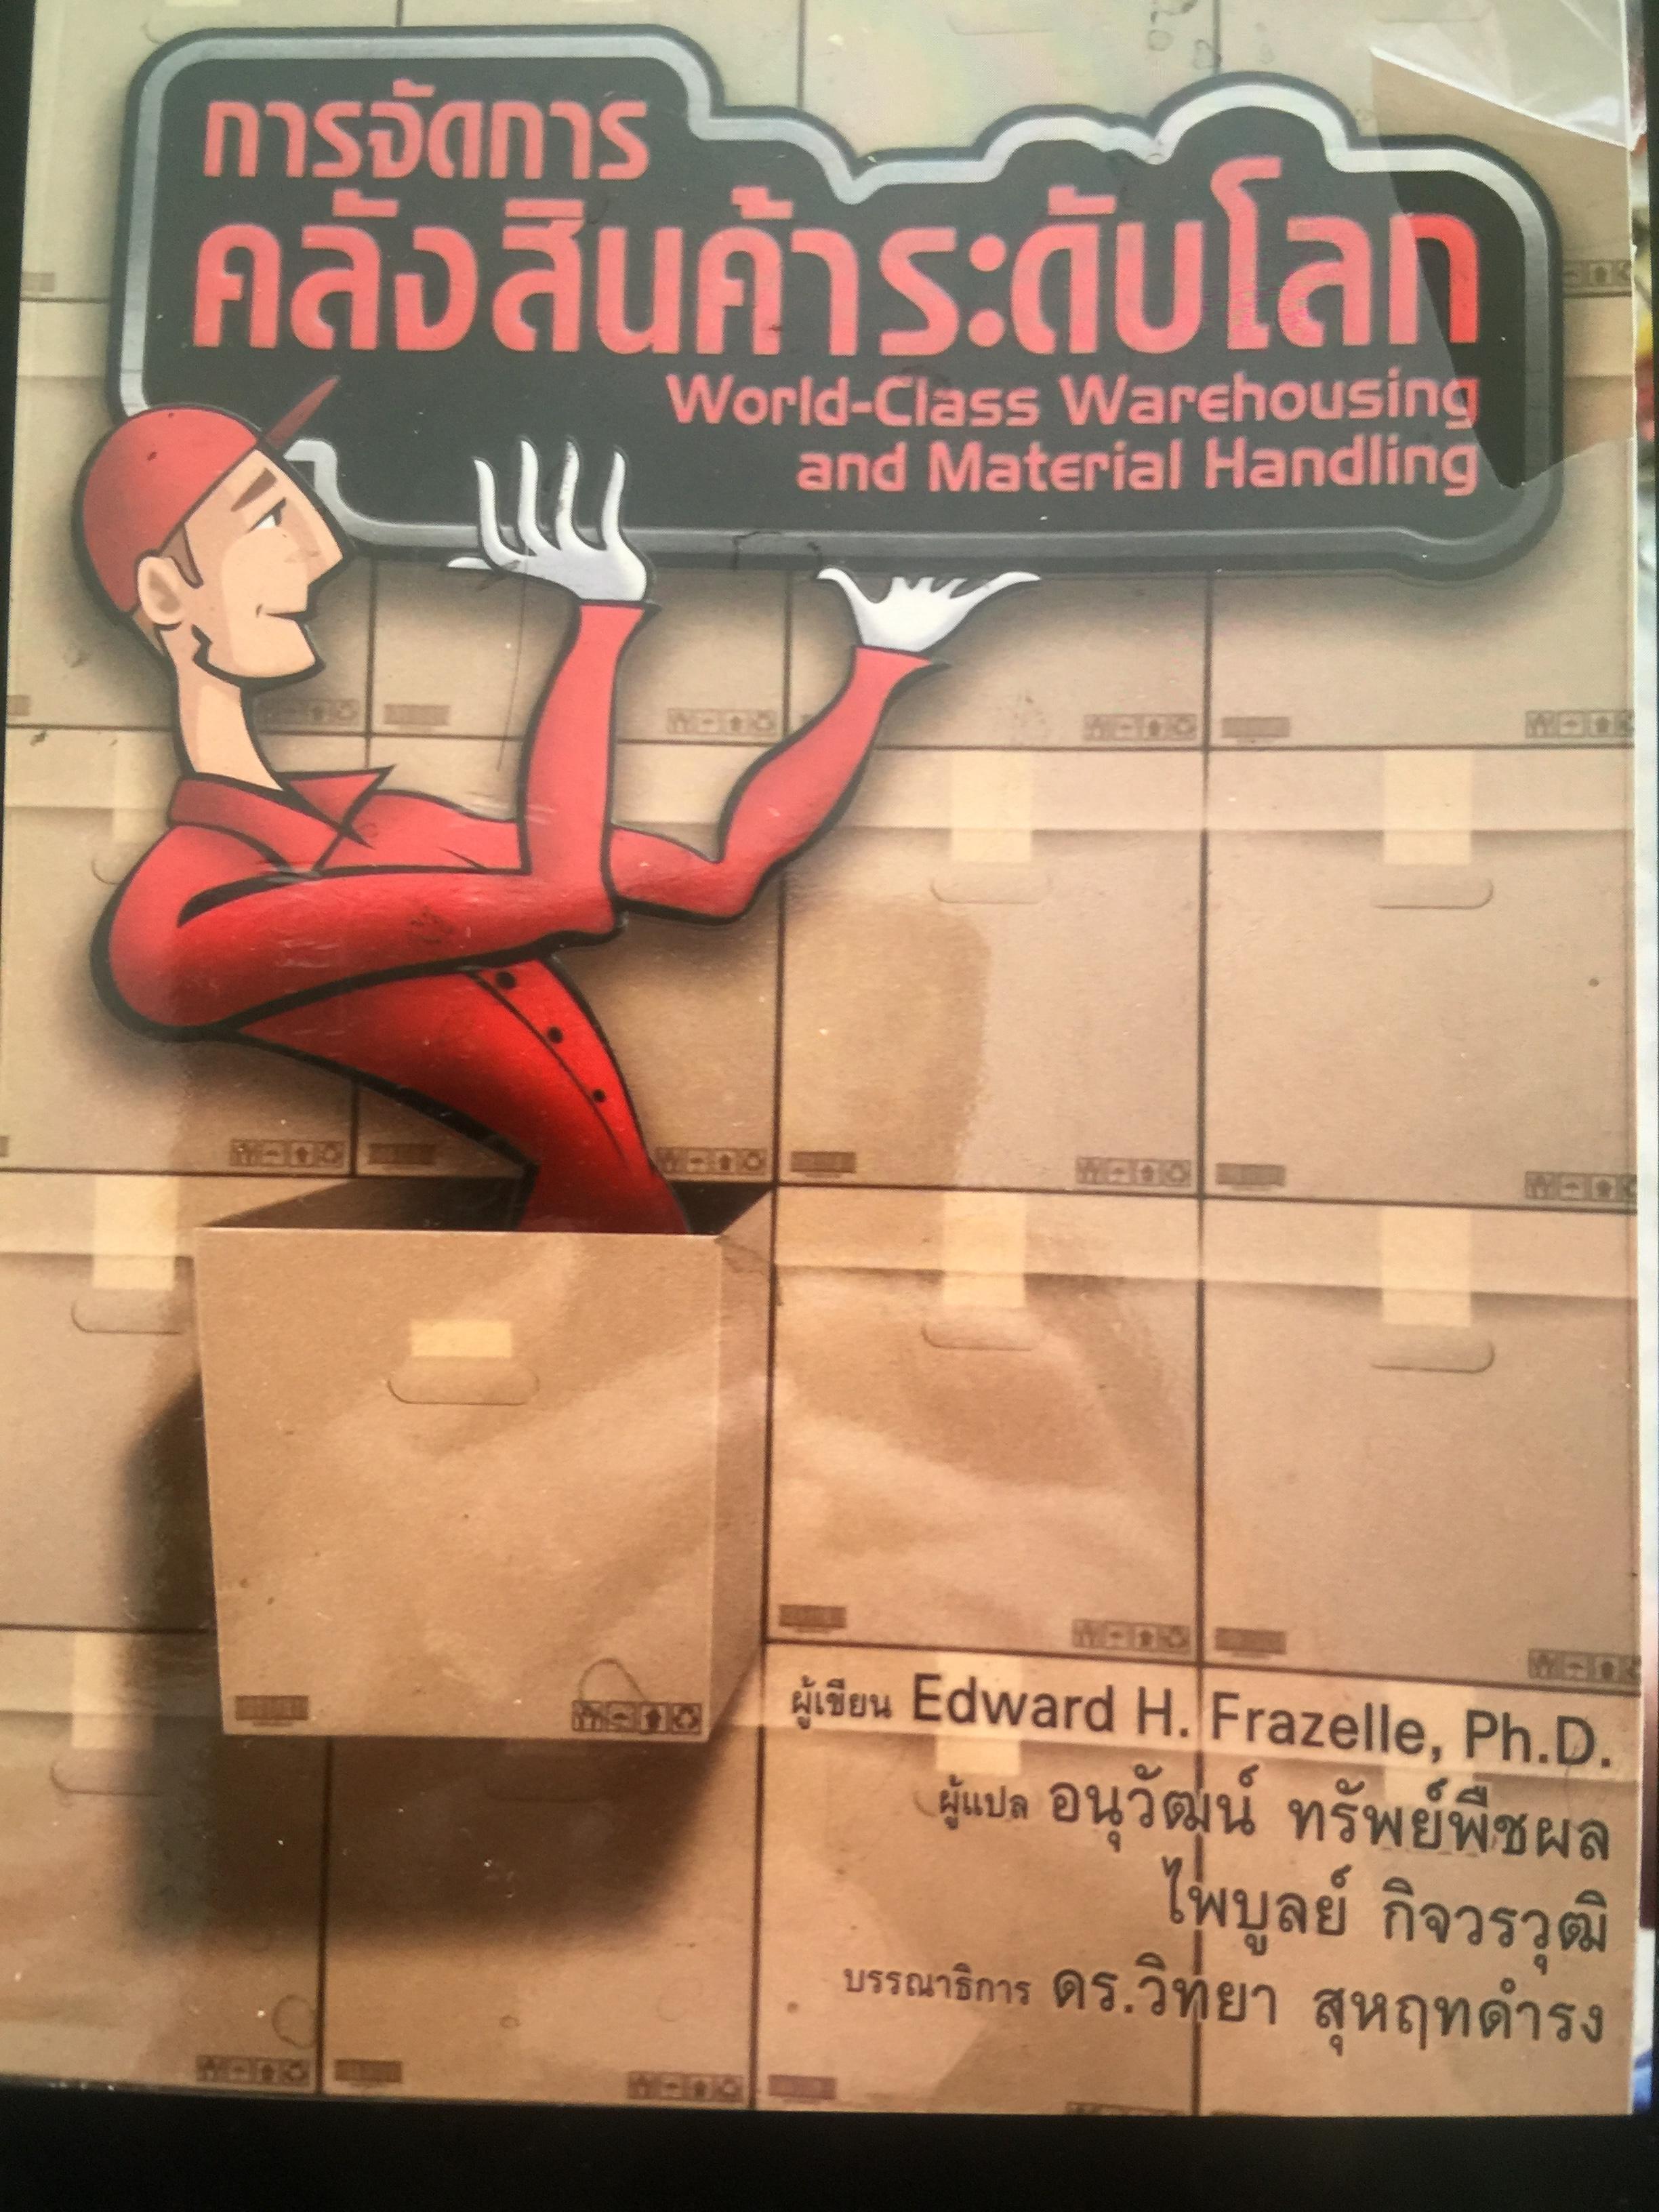 การจัดการ
คลังสินค้าระดับโลก
World-Class Warehousing
and Material Handling
ผู้เขียน Edward H. Frazelle, Ph.D.
ผู้แปล อนุวัฒน์ ทรัพย์พืชผล
ไพบูลย์ กิจวรวุฒิ
บรรณาธิการ ดร.วิทยา สุหฤทดำรง